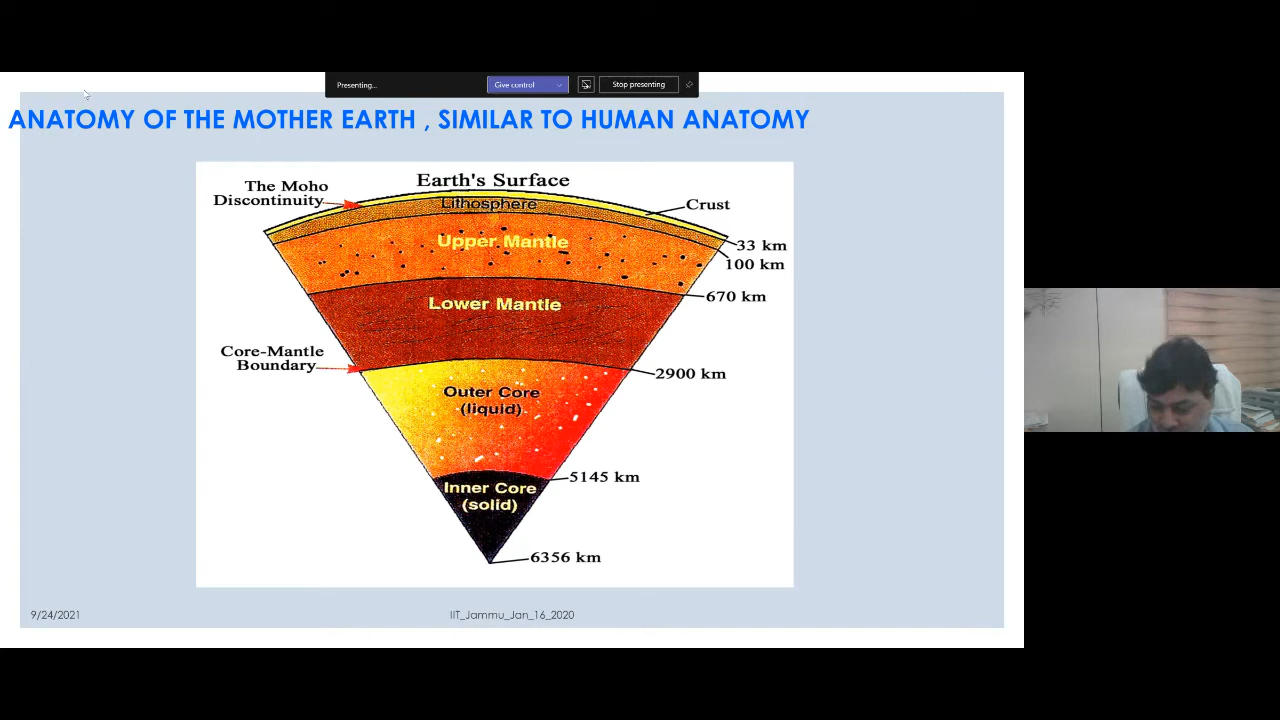 Presenting...
Give control
Stop presenting
ANATOMY OF THE MOTHER EARTH , SIMILAR TO HUMAN ANATOMY
Earth's Surface
The Moho
Discontinuity
Lithosphere
Crust
Upper Mantle
33 km
100 km
Lower Mantle
670 km
Core-Mantle
Boundary
2900 km
Outer Core
(liquid)
5145 km
Inner Core
(solid)
6356 km
9/24/2021
IIT_Jammu_Jan_16_2020